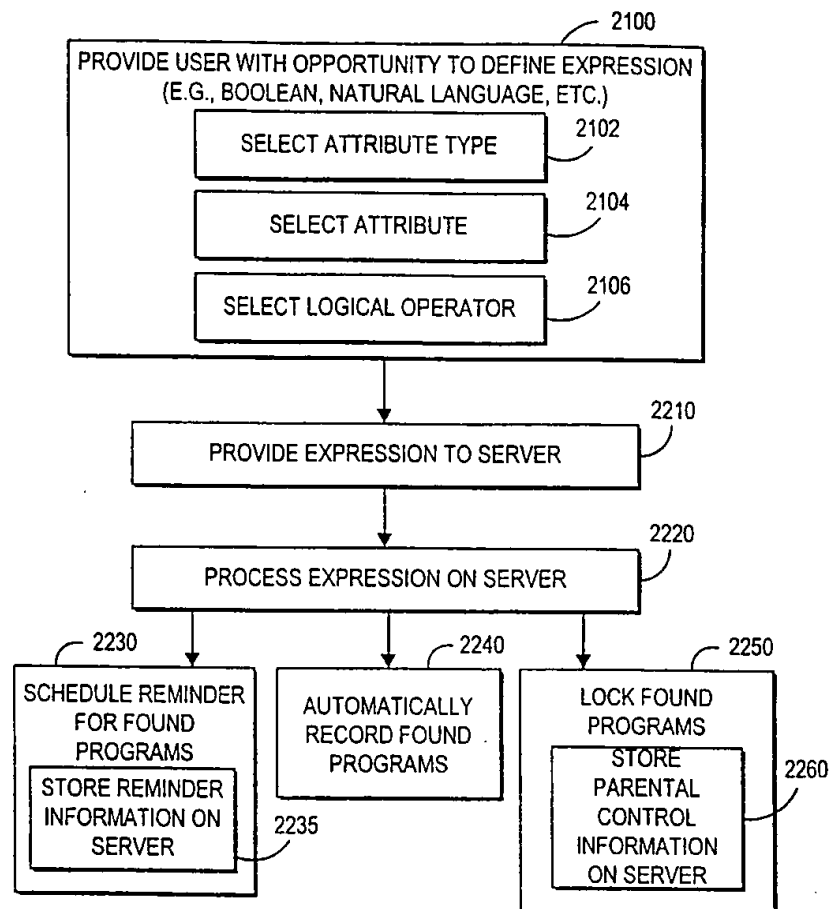 2100
PROVIDE USER WITH OPPORTUNITY TO DEFINE EXPRESSION
(E.G., BOOLEAN, NATURAL LANGUAGE, ETC.)
2102
SELECT ATTRIBUTE TYPE
2104
SELECT ATTRIBUTE
2106
SELECT LOGICAL OPERATOR
2210
PROVIDE EXPRESSION TO SERVER
2220
PROCESS EXPRESSION ON SERVER
2230
SCHEDULE REMINDER
FOR FOUND
PROGRAMS
STORE REMINDER
INFORMATION ON
SERVER
2235
2240
AUTOMATICALLY
RECORD FOUND
PROGRAMS
2250
LOCK FOUND
PROGRAMS
STORE
PARENTAL
CONTROL
INFORMATION
ON SERVER
2260